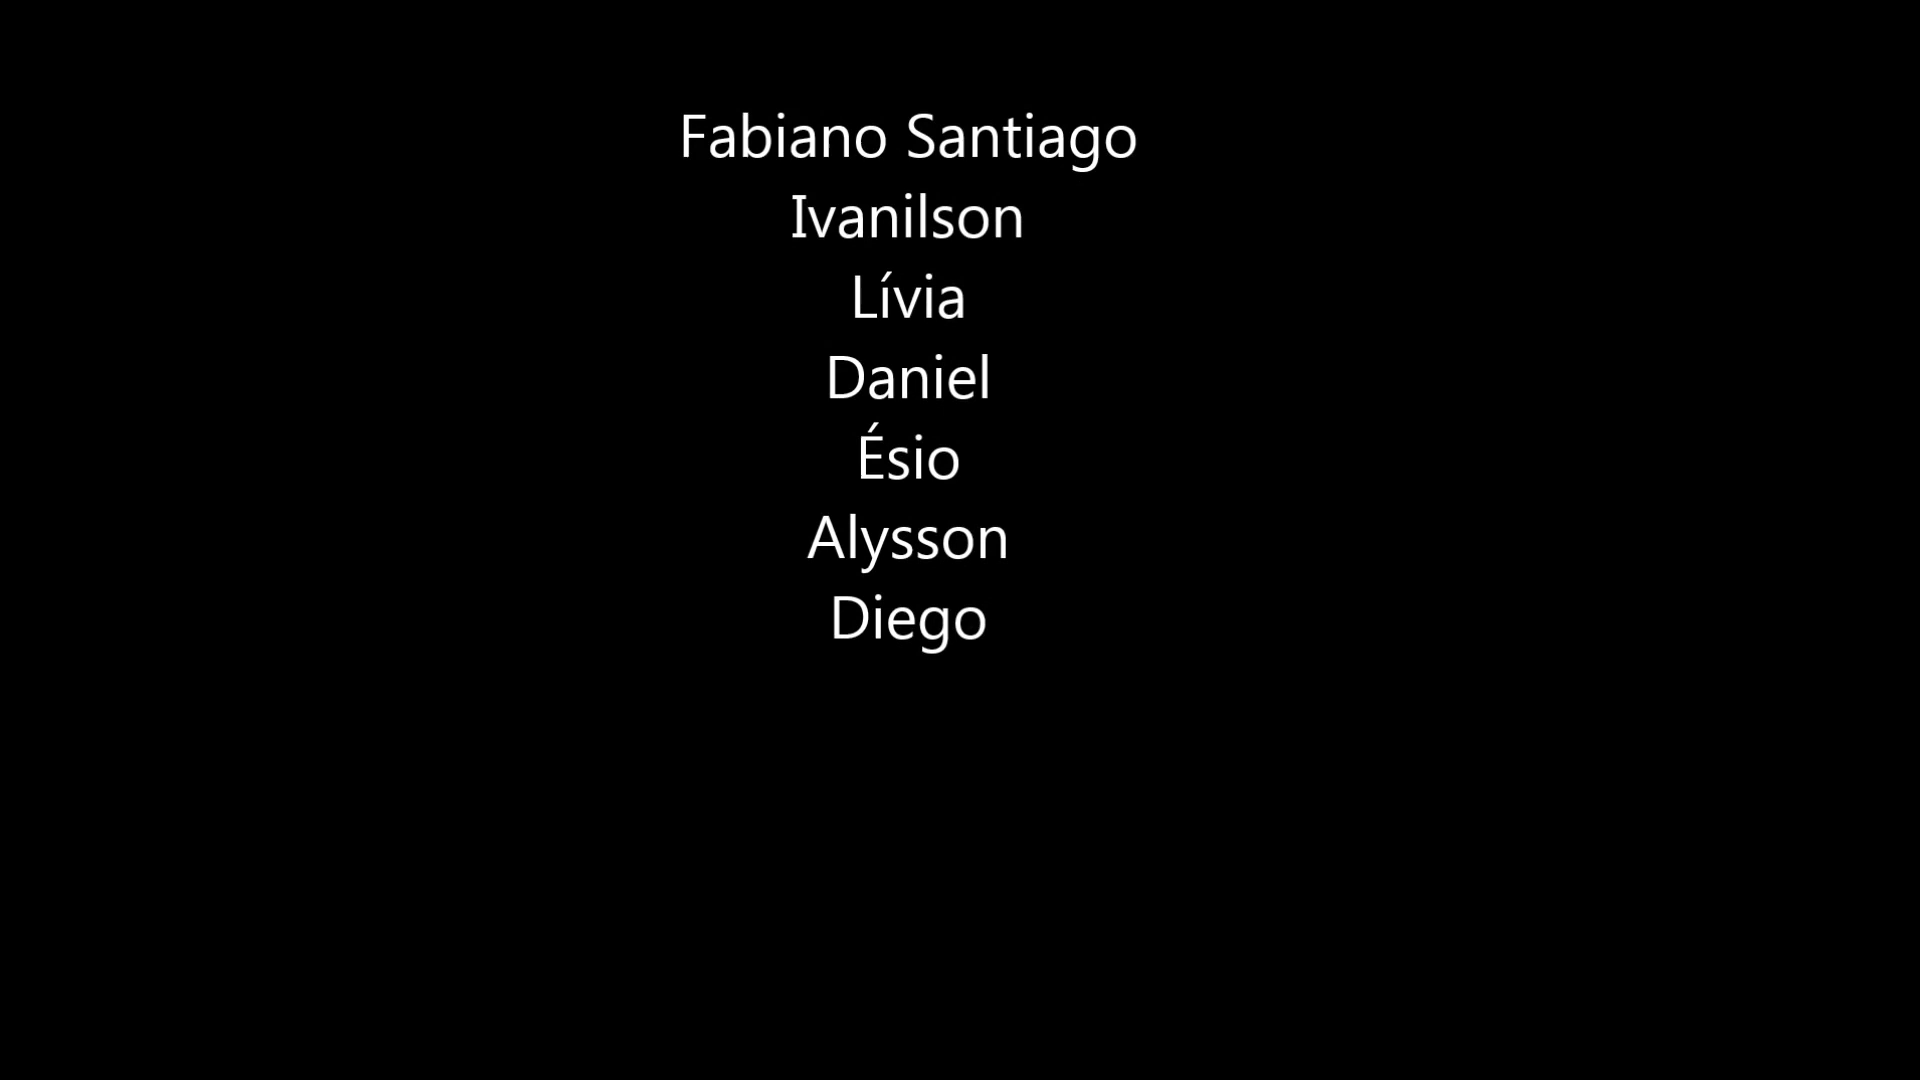 Fabiano Santiago
Ivanilson
Lívia
Daniel
Ésio
Alysson
Diego